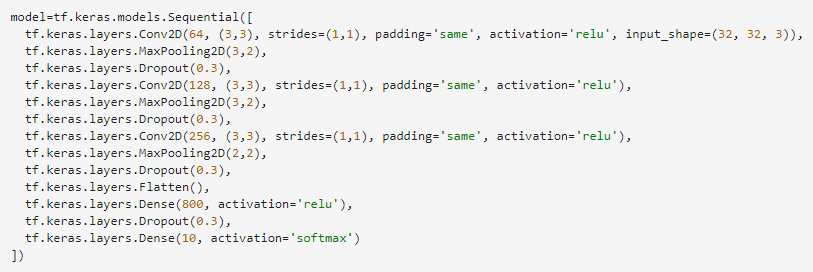 model=tf.keras.models.Sequential([
  tf.keras.layers.Conv2D(64, (3,3), strides=(1,1), padding='same', activation='relu', input_shape=(32, 32, 3)),
  tf.keras.layers.MaxPooling2D(3,2),
  tf.keras.layers.Dropout(0.3),
  tf.keras.layers.Conv2D(128, (3,3), strides=(1,1), padding='same', activation='relu'),
  tf.keras.layers.MaxPooling2D(3,2),
  tf.keras.layers.Dropout(0.3),
  tf.keras.layers.Conv2D(256, (3,3), strides=(1,1), padding='same', activation='relu'),
  tf.keras.layers.MaxPooling2D(2,2),
  tf.keras.layers.Dropout(0.3),
  tf.keras.layers.Flatten(),
  tf.keras.layers.Dense(800, activation='relu'),
  tf.keras.layers.Dropout(0.3),
  tf.keras.layers.Dense(10, activation='softmax')
])